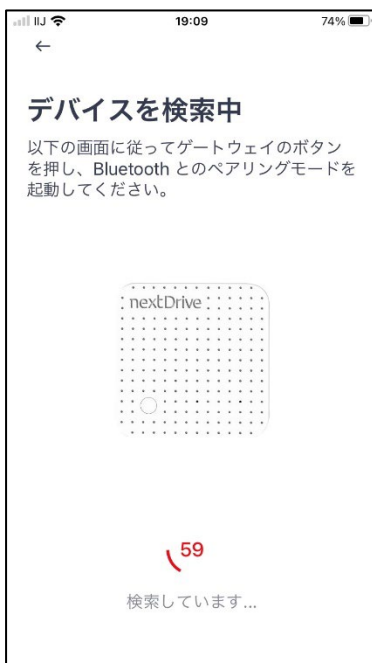 IIJ 19:09 74%
←
デバイスを検索中
以下の画面に従ってゲートウェイのボタン
を押し、Bluetooth とのペアリングモードを
起動してください。
nextDrive
59
検索しています...